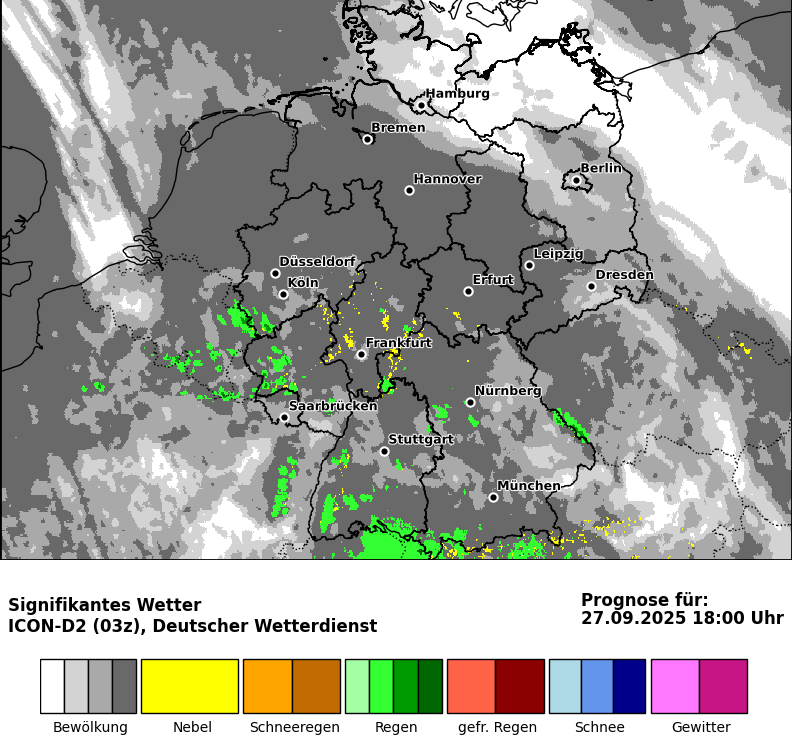 Hamburg
Bremen
Hannover
Berlin
Düsseldorf
Köln
Leipzig
Erfurt
Dresden
Frankfurt
Nürnberg
Saarbrücken
Stuttgart
München
Signifikantes Wetter
ICON-D2 (03z), Deutscher Wetterdienst
Prognose für:
27.09.2025 18:00 Uhr
Bewölkung
Nebel
Schneeregen
Regen
gefr. Regen
Schnee
Gewitter